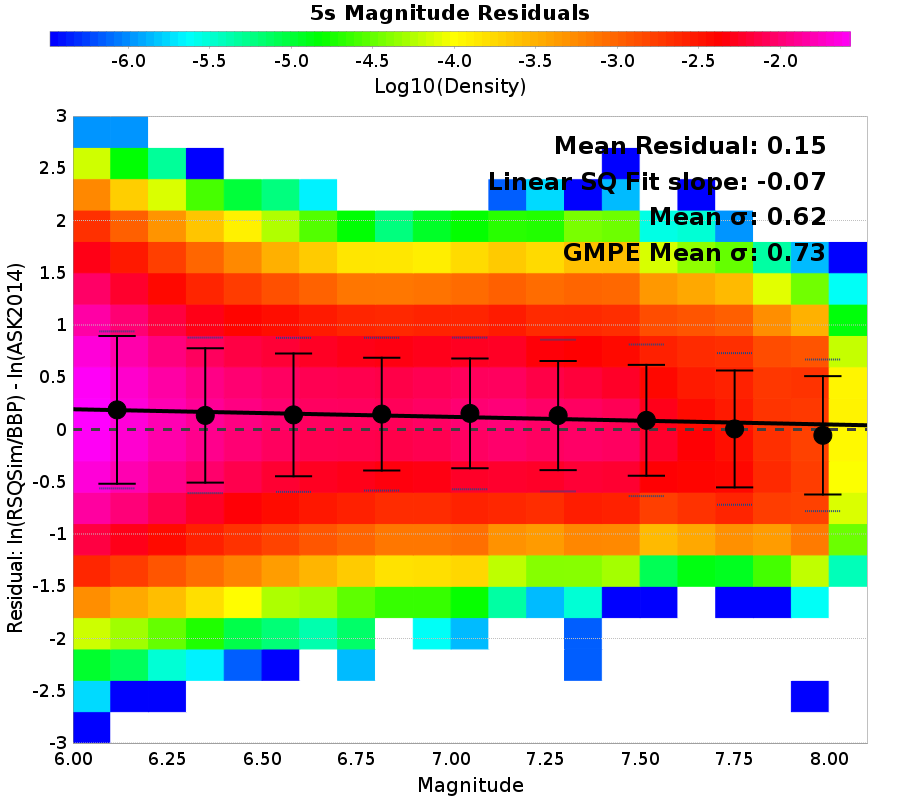 5s Magnitude Residuals
-6.0 -5.5 -5.0 -4.5 -4.0 -3.5 -3.0 -2.5 -2.0
Log10(Density)
Mean Residual: 0.15
Linear SQ Fit slope: -0.07
Mean σ: 0.62
GMPE Mean σ: 0.73
Residual: ln(RSQSim/BBP) - ln(ASK2014)
3
2.5
2
1.5
1
0.5
0
-0.5
-1
-1.5
-2
-2.5
-3
6.00 6.25 6.50 6.75 7.00 7.25 7.50 7.75 8.00
Magnitude